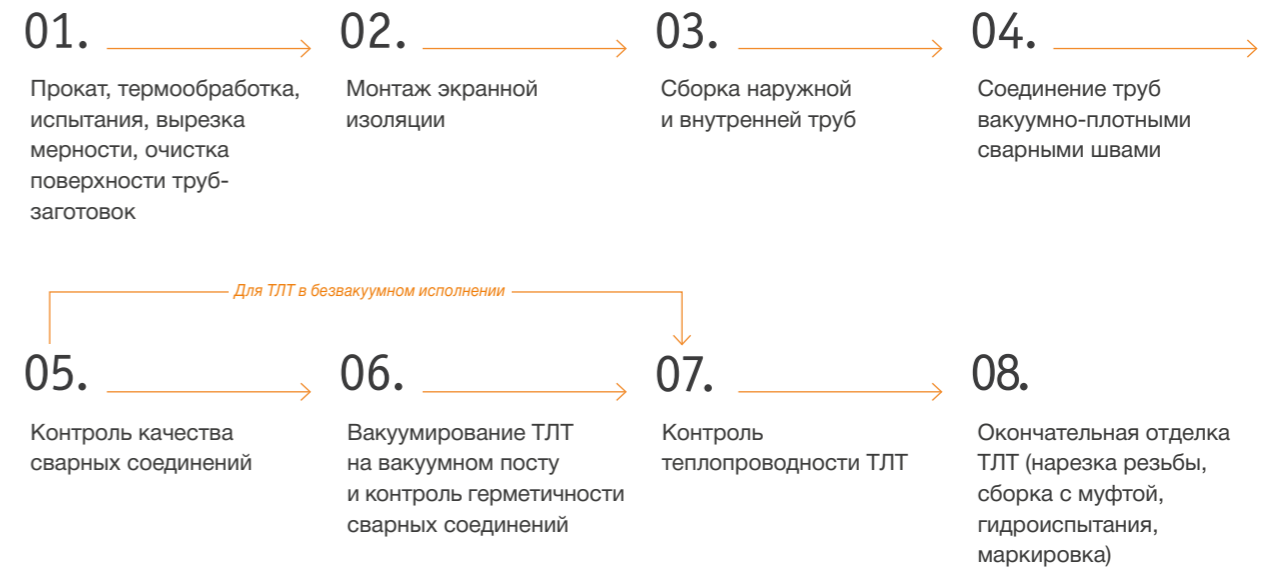 01.
Прокат, термообработка,
испытания, вырезка
мерности, очистка
поверхности труб-
заготовок
02.
Монтаж экранной
изоляции
03.
Сборка наружной
и внутренней труб
04.
Соединение труб
вакуумно-плотными
сварными швами
Для ТЛТ в безвакуумном исполнении
05.
Контроль качества
сварных соединений
06.
Вакуумирование ТЛТ
на вакуумном посту
и контроль герметичности
сварных соединений
07.
Контроль
теплопроводности ТЛТ
08.
Окончательная отделка
ТЛТ (нарезка резьбы,
сборка с муфтой,
гидроиспытания,
маркировка)